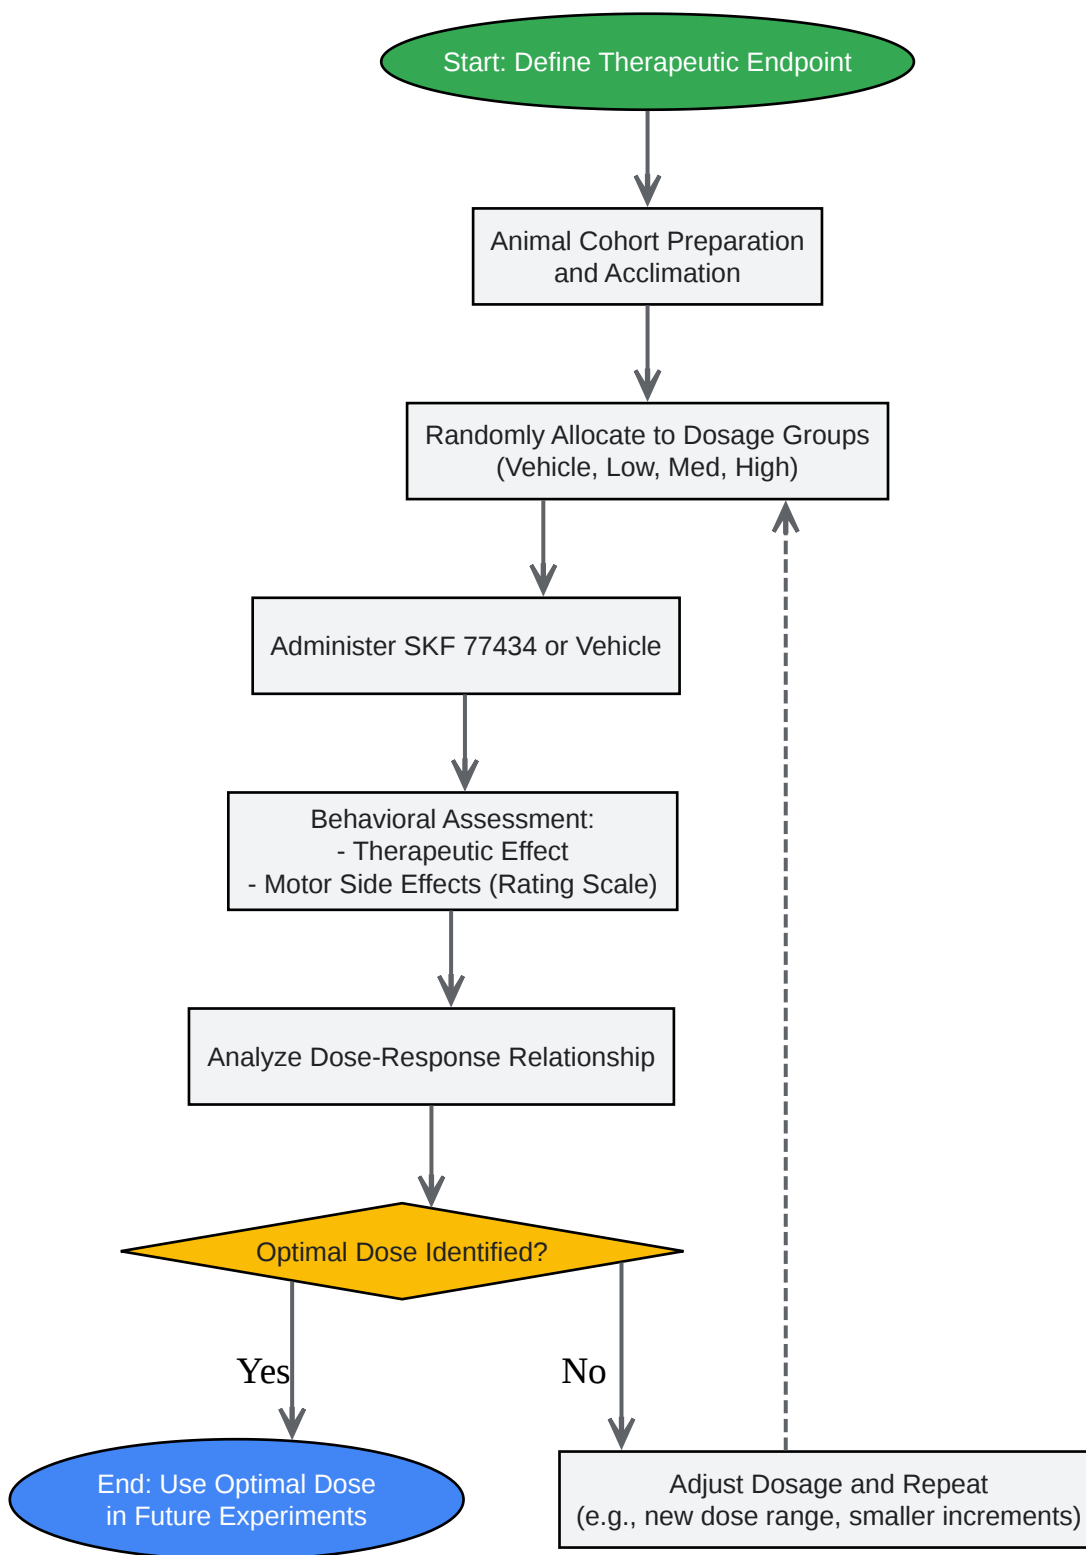 Start: Define Therapeutic Endpoint
Animal Cohort Preparation
and Acclimation
Randomly Allocate to Dosage Groups
(Vehicle, Low, Med, High)
Administer SKF 77434 or Vehicle
Behavioral Assessment:
- Therapeutic Effect
- Motor Side Effects (Rating Scale)
Analyze Dose-Response Relationship
Optimal Dose Identified?
Yes
No
End: Use Optimal Dose
in Future Experiments
Adjust Dosage and Repeat
(e.g., new dose range, smaller increments)